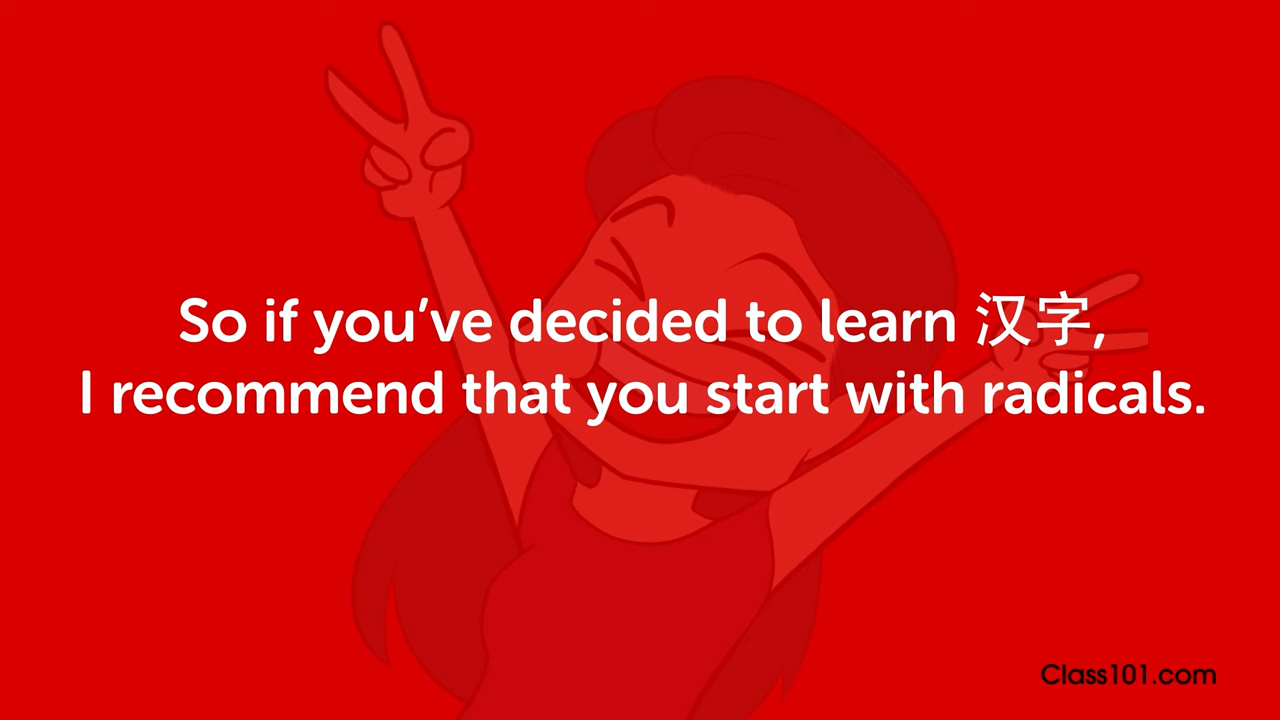 So if you’ve decided to learn 汉字,
I recommend that you start with radicals.
Class101.com